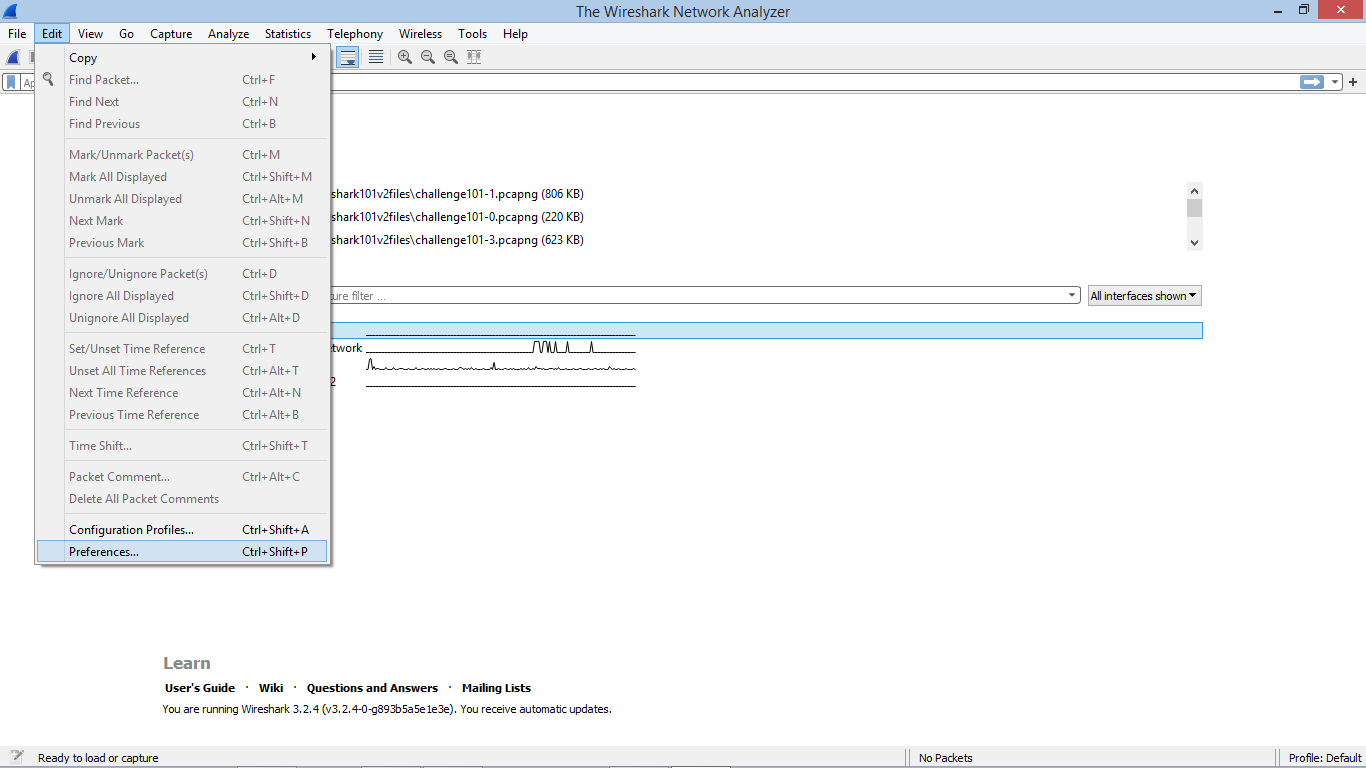 The Wireshark Network Analyzer
File Edit View Go Capture Analyze Statistics Telephony Wireless Tools Help
Copy
Find Packet... Ctrl+F
Find Next Ctrl+N
Find Previous Ctrl+B
Mark/Unmark Packet(s) Ctrl+M
Mark All Displayed Ctrl+Shift+M
Unmark All Displayed Ctrl+Alt+M
Next Mark Ctrl+Shift+N
Previous Mark Ctrl+Shift+B
Ignore/Unignore Packet(s) Ctrl+D
Ignore All Displayed Ctrl+Shift+D
Unignore All Displayed Ctrl+Alt+D
Set/Unset Time Reference Ctrl+T
Unset All Time References Ctrl+Alt+T
Next Time Reference Ctrl+Alt+N
Previous Time Reference Ctrl+Alt+B
Time Shift... Ctrl+Shift+T
Packet Comment... Ctrl+Alt+C
Delete All Packet Comments
Configuration Profiles... Ctrl+Shift+A
Preferences... Ctrl+Shift+P
Ap
shark101v2files\challenge101-1.pcapng (806 KB)
shark101v2files\challenge101-0.pcapng (220 KB)
shark101v2files\challenge101-3.pcapng (623 KB)
ure filter ...
All interfaces shown
twork
2
Learn
User's Guide · Wiki · Questions and Answers · Mailing Lists
You are running Wireshark 3.2.4 (v3.2.4-0-g893b5a5e1e3e). You receive automatic updates.
Ready to load or capture
No Packets
Profile: Default